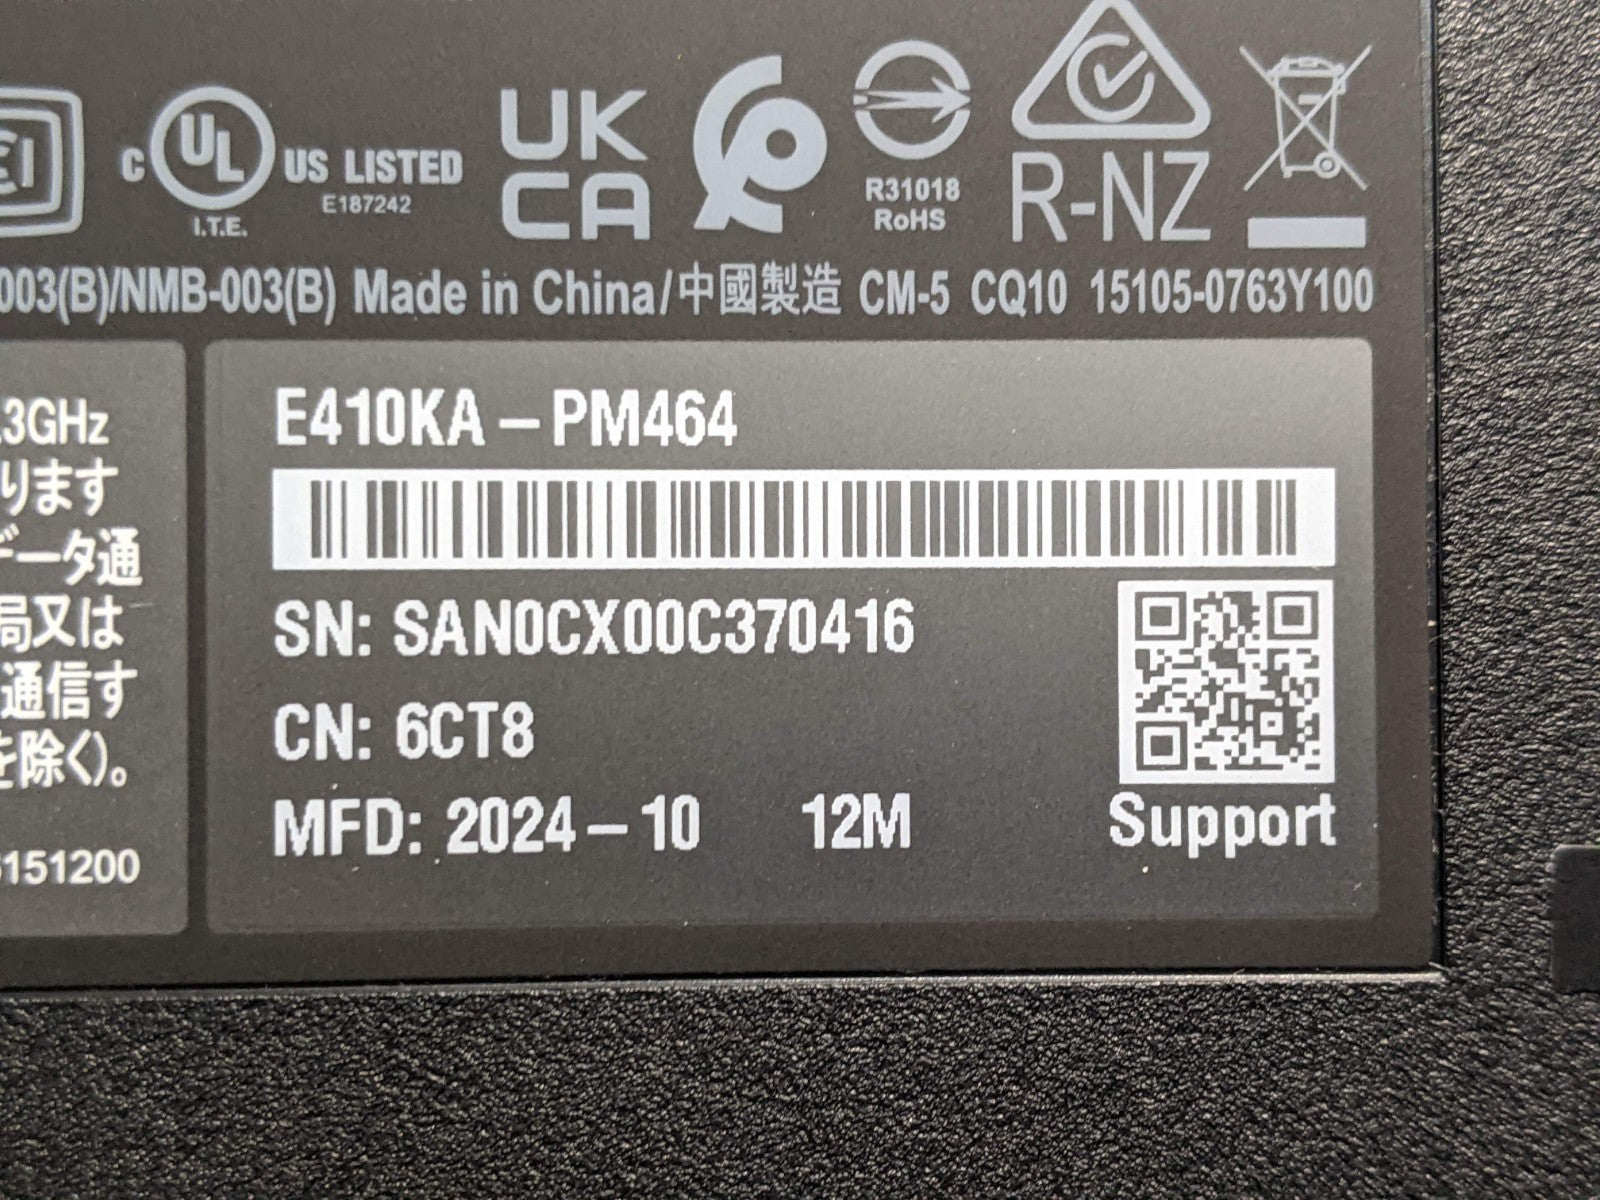 C UL US LISTED
I.T.E. E187242
UK
CA
R31018
RoHS
R-NZ
003(B)/NMB-003(B) Made in China/中國製造 CM-5 CQ10 15105-0763Y100
.3GHz
ります
データ通
局又は
通信す
を除く)。
151200
E410KA-PM464
SN: SAN0CX00C370416
CN: 6CT8
MFD: 2024-10 12M
Support